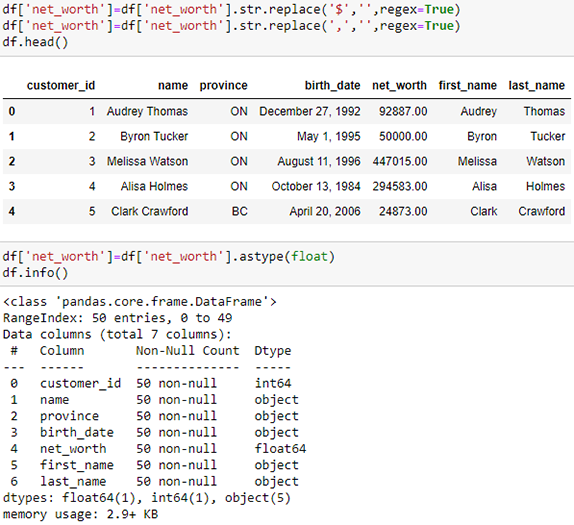 df['net_worth']=df['net_worth'].str.replace('$','',regex=True)
df['net_worth']=df['net_worth'].str.replace(',','',regex=True)
df.head()
customer_id name province birth_date net_worth first_name last_name
0 1 Audrey Thomas ON December 27, 1992 92887.00 Audrey Thomas
1 2 Byron Tucker ON May 1, 1995 50000.00 Byron Tucker
2 3 Melissa Watson ON August 11, 1996 447015.00 Melissa Watson
3 4 Alisa Holmes ON October 13, 1984 294583.00 Alisa Holmes
4 5 Clark Crawford BC April 20, 2006 24873.00 Clark Crawford
df['net_worth']=df['net_worth'].astype(float)
df.info()
<class 'pandas.core.frame.DataFrame'>
RangeIndex: 50 entries, 0 to 49
Data columns (total 7 columns):
 #   Column       Non-Null Count  Dtype
---  ------       --------------  -----
 0   customer_id  50 non-null     int64
 1   name         50 non-null     object
 2   province     50 non-null     object
 3   birth_date   50 non-null     object
 4   net_worth    50 non-null     float64
 5   first_name   50 non-null     object
 6   last_name    50 non-null     object
dtypes: float64(1), int64(1), object(5)
memory usage: 2.9+ KB